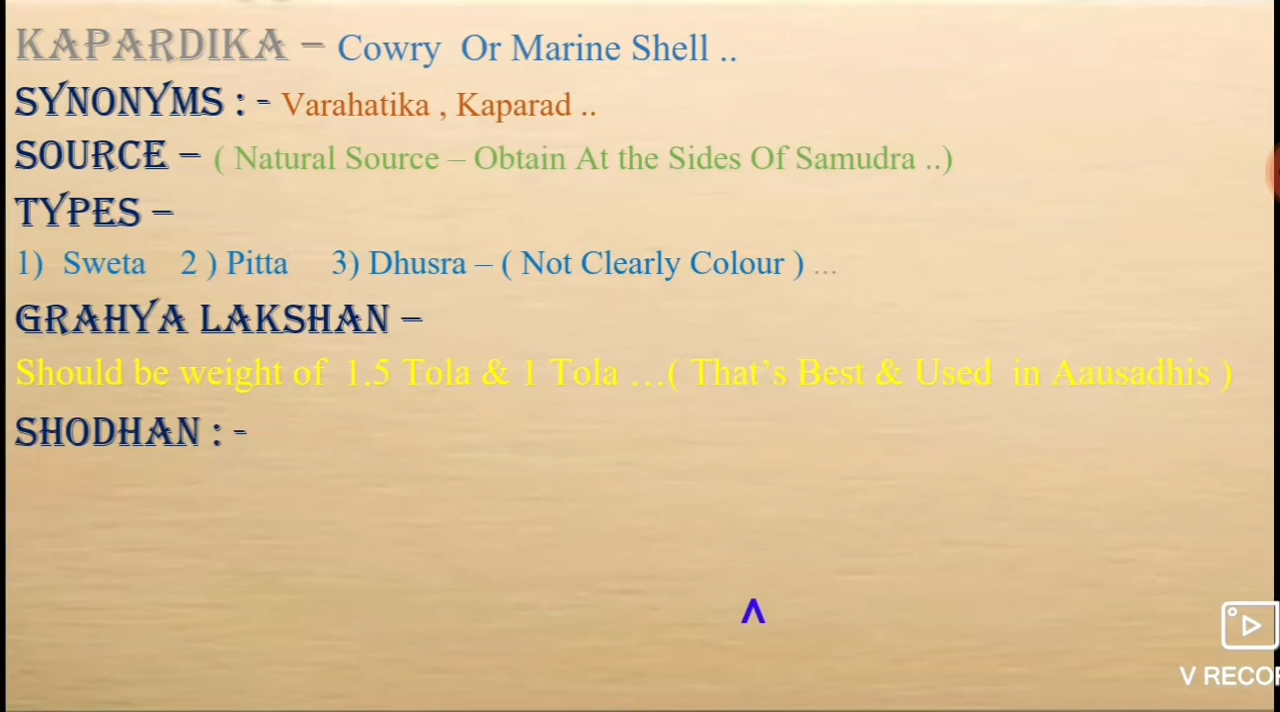 KAPARDIKA – Cowry Or Marine Shell ..
SYNONYMS : - Varahatika , Kaparad ..
SOURCE – ( Natural Source – Obtain At the Sides Of Samudra ..)
TYPES –
1) Sweta 2 ) Pitta 3) Dhusra – ( Not Clearly Colour ) ...
GRAHYA LAKSHAN –
Should be weight of 1.5 Tola & 1 Tola …( That’s Best & Used in Aausadhis )
SHODHAN : -
^
V RECOR